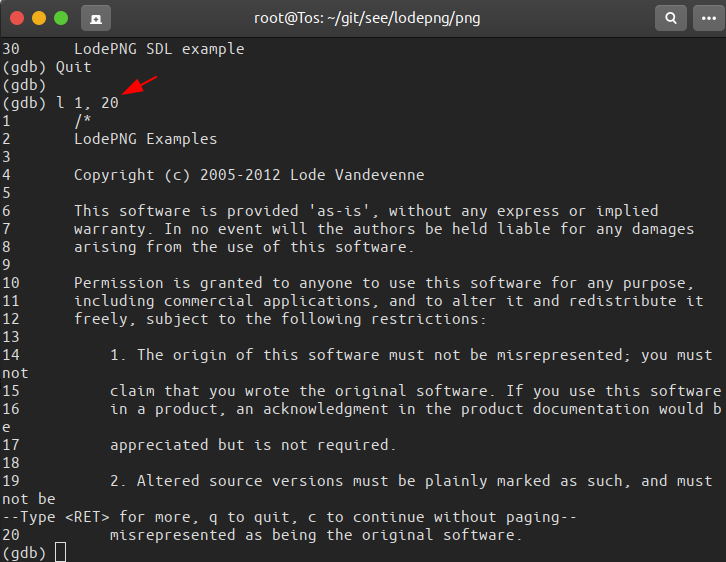 root@Tos: ~/git/see/lodepng/png
30      LodePNG SDL example
(gdb) Quit
(gdb)
(gdb) l 1, 20
1       /*
2       LodePNG Examples
3
4       Copyright (c) 2005-2012 Lode Vandevenne
5
6       This software is provided 'as-is', without any express or implied
7       warranty. In no event will the authors be held liable for any damages
8       arising from the use of this software.
9
10      Permission is granted to anyone to use this software for any purpose,
11      including commercial applications, and to alter it and redistribute it
12      freely, subject to the following restrictions:
13
14          1. The origin of this software must not be misrepresented; you must
not
15          claim that you wrote the original software. If you use this software
16          in a product, an acknowledgment in the product documentation would b
e
17          appreciated but is not required.
18
19          2. Altered source versions must be plainly marked as such, and must
not be
--Type <RET> for more, q to quit, c to continue without paging--
20          misrepresented as being the original software.
(gdb)